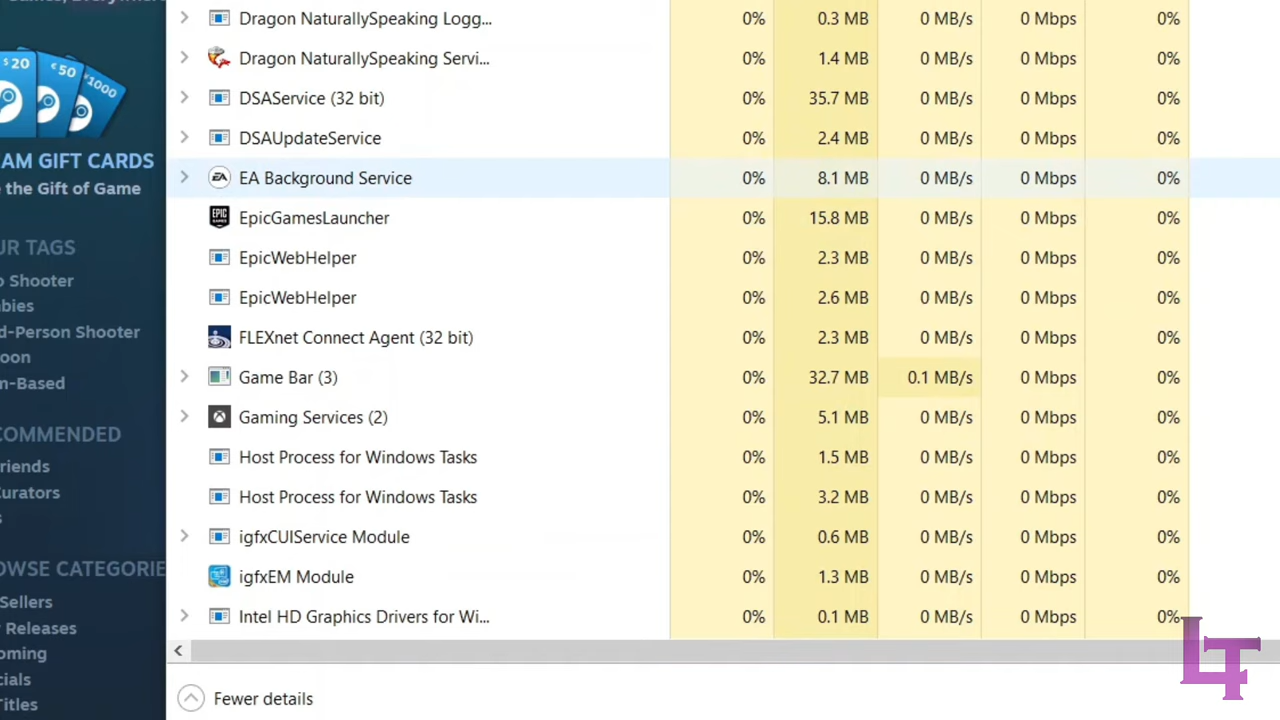 $20
€50
¥1000
AM GIFT CARDS
e the Gift of Game
UR TAGS
o Shooter
bies
d-Person Shooter
oon
m-Based
COMMENDED
riends
urators
s
OWSE CATEGORIE
Sellers
Releases
oming
cials
Titles
Dragon NaturallySpeaking Logg... 0% 0.3 MB 0 MB/s 0 Mbps 0%
Dragon NaturallySpeaking Servi... 0% 1.4 MB 0 MB/s 0 Mbps 0%
DSAService (32 bit) 0% 35.7 MB 0 MB/s 0 Mbps 0%
DSAUpdateService 0% 2.4 MB 0 MB/s 0 Mbps 0%
EA EA Background Service 0% 8.1 MB 0 MB/s 0 Mbps 0%
EPIC GAMES EpicGamesLauncher 0% 15.8 MB 0 MB/s 0 Mbps 0%
EpicWebHelper 0% 2.3 MB 0 MB/s 0 Mbps 0%
EpicWebHelper 0% 2.6 MB 0 MB/s 0 Mbps 0%
FLEXnet Connect Agent (32 bit) 0% 2.3 MB 0 MB/s 0 Mbps 0%
Game Bar (3) 0% 32.7 MB 0.1 MB/s 0 Mbps 0%
Gaming Services (2) 0% 5.1 MB 0 MB/s 0 Mbps 0%
Host Process for Windows Tasks 0% 1.5 MB 0 MB/s 0 Mbps 0%
Host Process for Windows Tasks 0% 3.2 MB 0 MB/s 0 Mbps 0%
igfxCUIService Module 0% 0.6 MB 0 MB/s 0 Mbps 0%
igfxEM Module 0% 1.3 MB 0 MB/s 0 Mbps 0%
Intel HD Graphics Drivers for Wi... 0% 0.1 MB 0 MB/s 0 Mbps 0%
Fewer details
LT